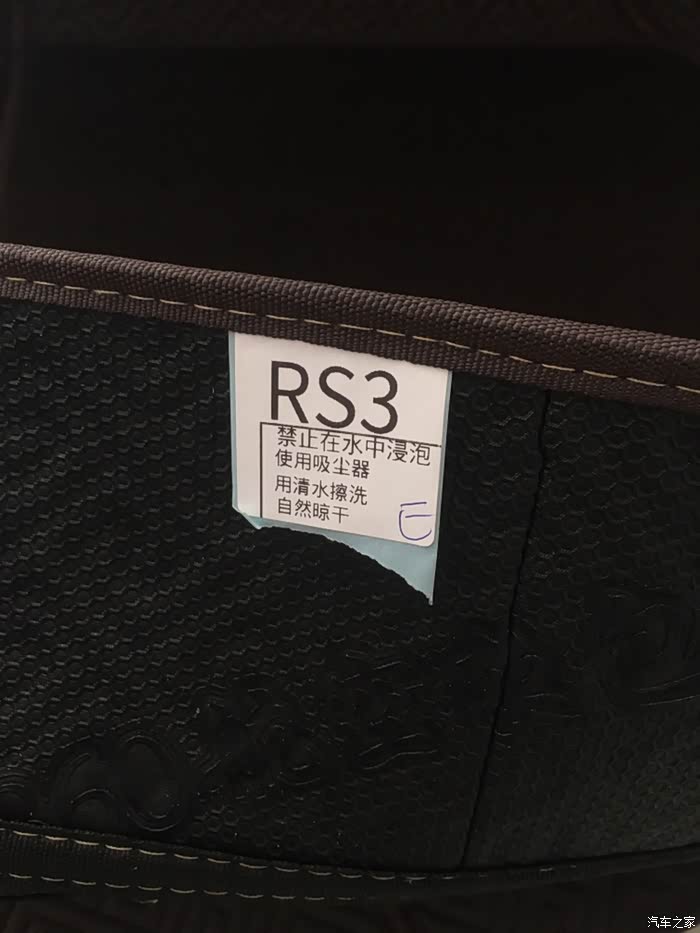 RS3
禁止在水中浸泡
使用吸尘器
用清水擦洗
自然晾干
E
汽车之家